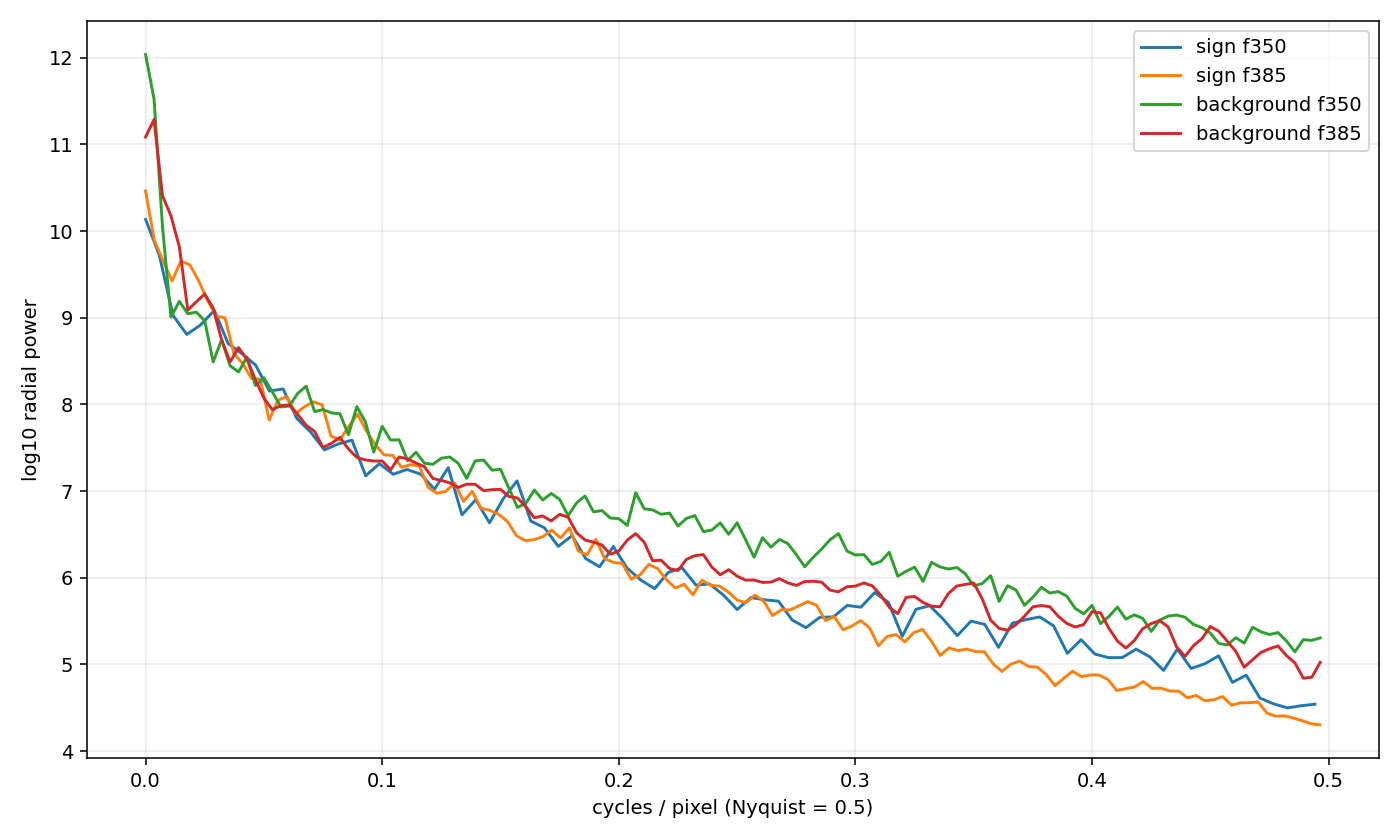 12
11
10
9
8
7
6
5
4
log10 radial power
0.0 0.1 0.2 0.3 0.4 0.5
cycles / pixel (Nyquist = 0.5)
sign f350
sign f385
background f350
background f385